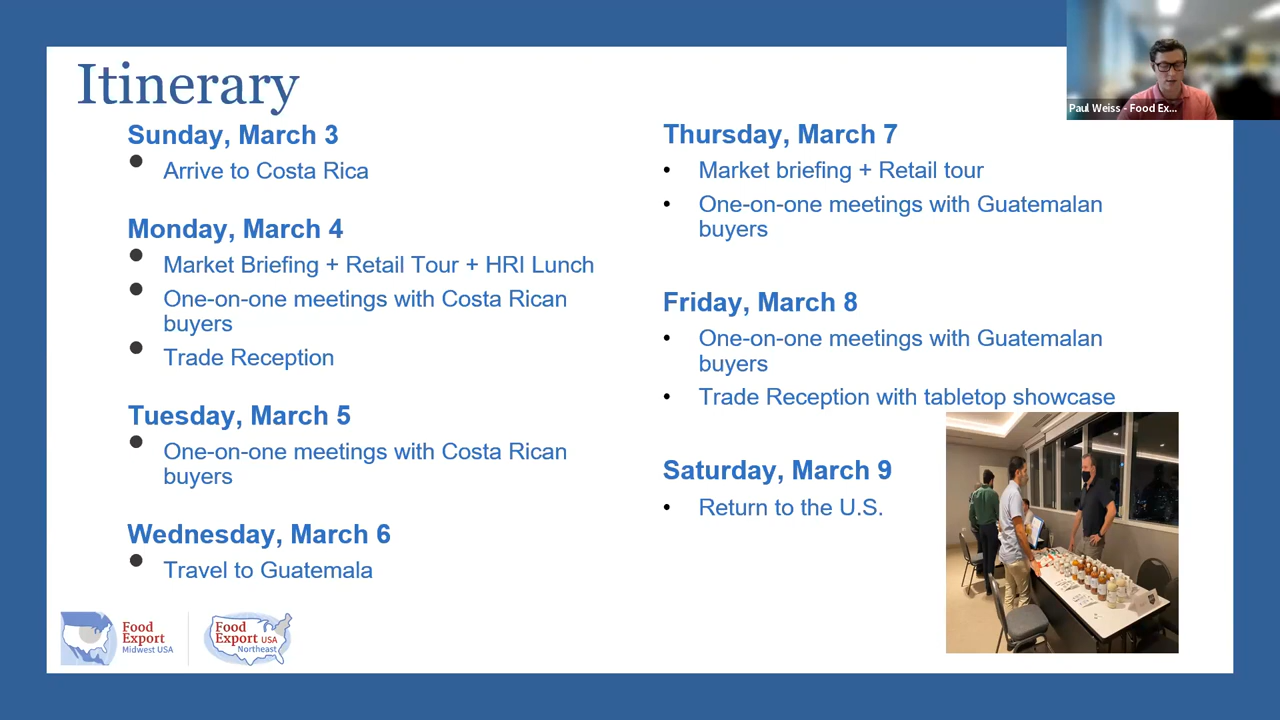 Itinerary
Sunday, March 3
Arrive to Costa Rica
Monday, March 4
Market Briefing + Retail Tour + HRI Lunch
One-on-one meetings with Costa Rican
buyers
Trade Reception
Tuesday, March 5
One-on-one meetings with Costa Rican
buyers
Wednesday, March 6
Travel to Guatemala
Thursday, March 7
Market briefing + Retail tour
One-on-one meetings with Guatemalan
buyers
Friday, March 8
One-on-one meetings with Guatemalan
buyers
Trade Reception with tabletop showcase
Saturday, March 9
Return to the U.S.
Paul Weiss - Food Ex...
Food
Export
Midwest USA
Food
Export USA
Northeast